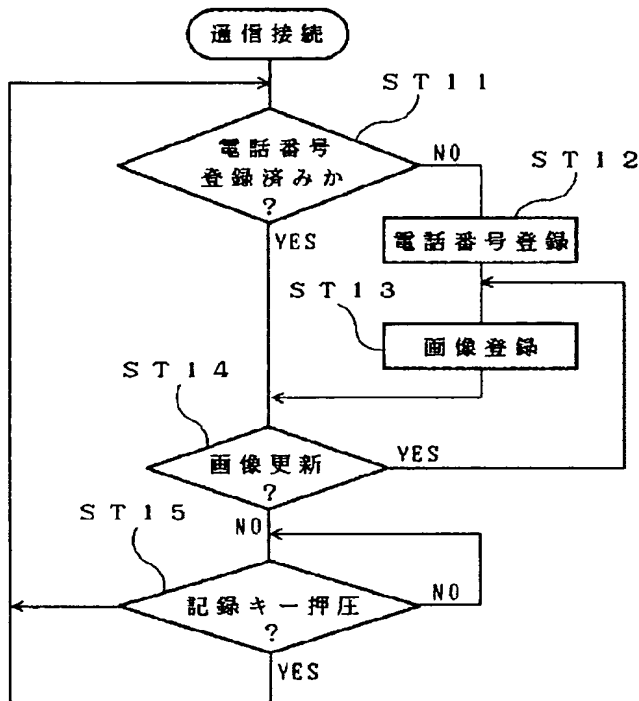 通信接続
ST11
電話番号
登録済みか
?
NO
ST12
YES
電話番号登録
ST13
画像登録
ST14
画像更新
?
YES
ST15
NO
記録キー押圧
?
NO
YES